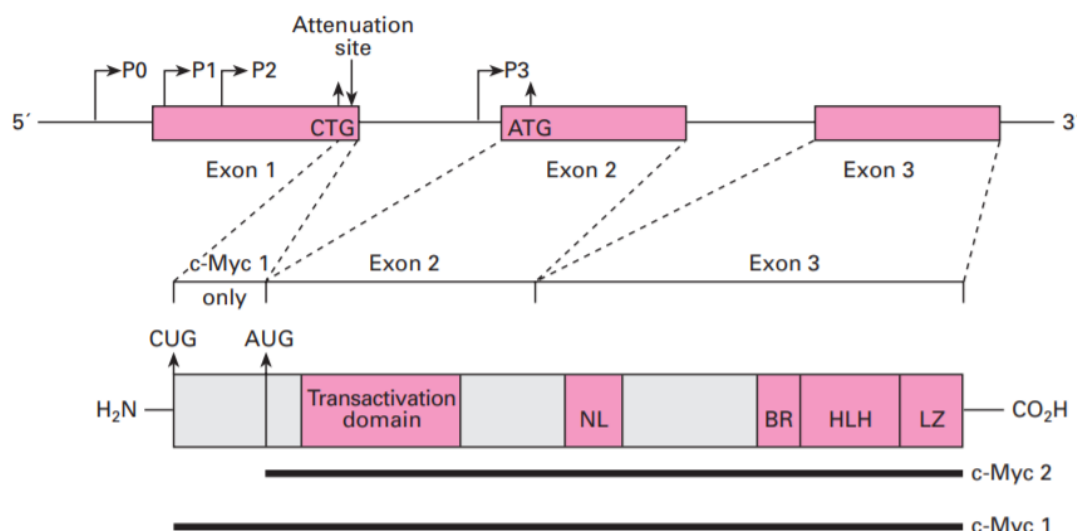 Attenuation
site
P0 P1 P2 P3
5´ CTG ATG 3
Exon 1 Exon 2 Exon 3
c-Myc 1 Exon 2 Exon 3
only
CUG AUG
H₂N Transactivation
domain NL BR HLH LZ CO₂H
c-Myc 2
c-Myc 1